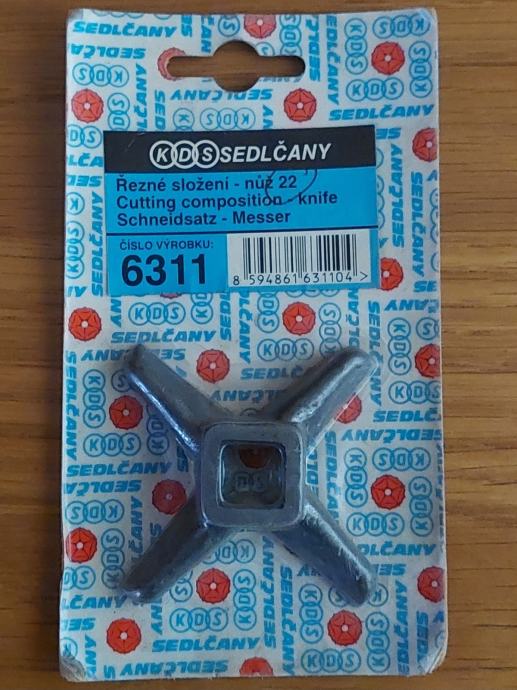 KDS SEDLČANY
Řezné složení - nůž 22
Cutting composition - knife
Schneidsatz - Messer
ČÍSLO VÝROBKU:
6311
8 594861 631104 >